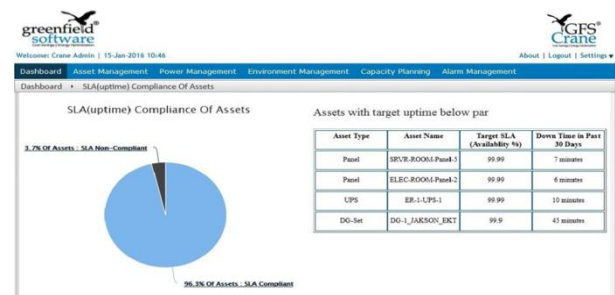 greenfield
software
GFS
Crane
Welcome: Crane Admin | 15-Jan-2016 10:46
About | Logout | Settings
Dashboard Asset Management Power Management Environment Management Capacity Planning Alarm Management
Dashboard SLA(uptime) Compliance Of Assets
SLA(uptime) Compliance Of Assets
3.7% Of Assets : SLA Non-Compliant
96.3% Of Assets : SLA Compliant
Assets with target uptime below par
Asset Type Asset Name Target SLA (Availablity %) Down Time in Past 30 Days
Panel SRVR-ROOM-Panel-5 99.99 7 minutes
Panel ELEC-ROOM-Panel-2 99.99 6 minutes
UPS ER-1-UPS-1 99.99 10 minutes
DG-Set DG-1_JAKSON_EKT 99.9 45 minutes